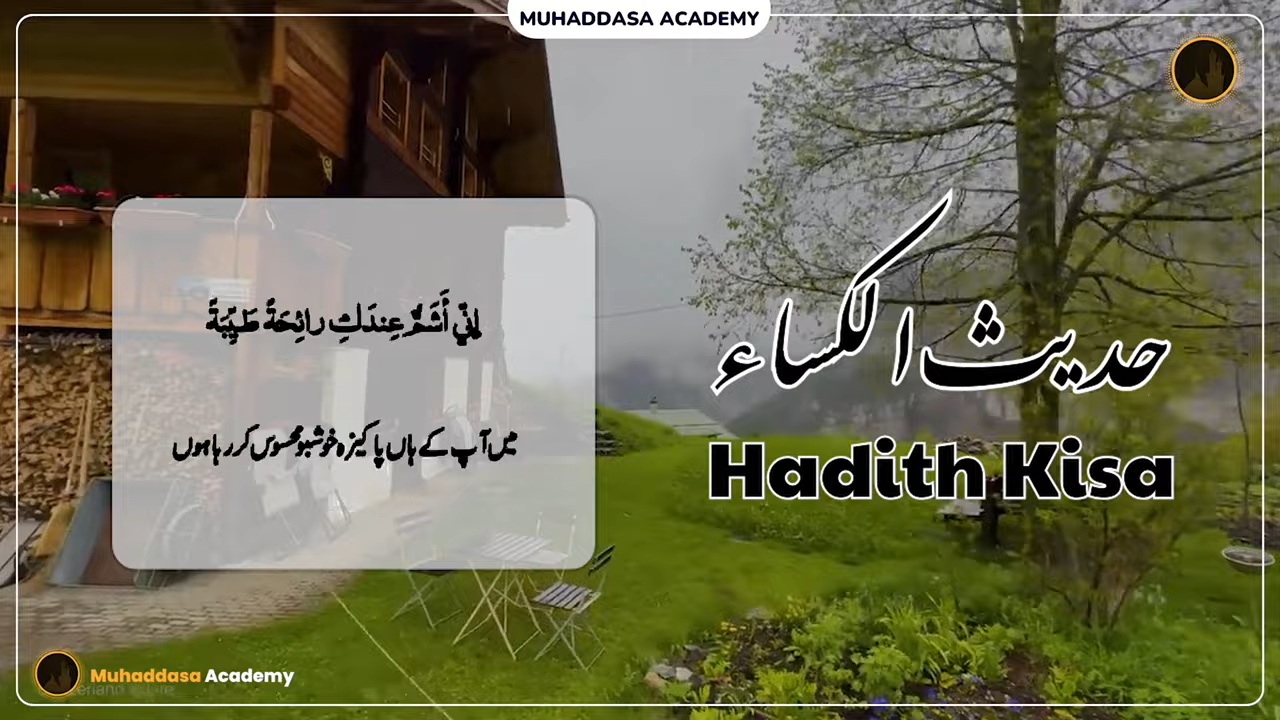 MUHADDASA ACADEMY
إِنّي أَشَمُّ عِندَكِ رائِحَةً طَيِّبَةً
میں آپ کے ہاں پاکیزہ خوشبو محسوس کر رہا ہوں
حدیث الکساء
Hadith Kisa
Muhaddasa Academy